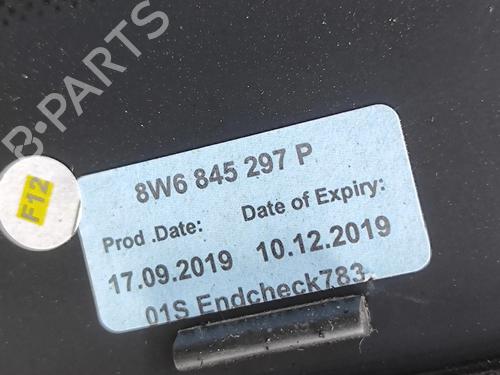 B-PARTS
F12
8W6 845 297 P
Prod .Date: Date of Expiry:
17.09.2019 10.12.2019
01S Endcheck783